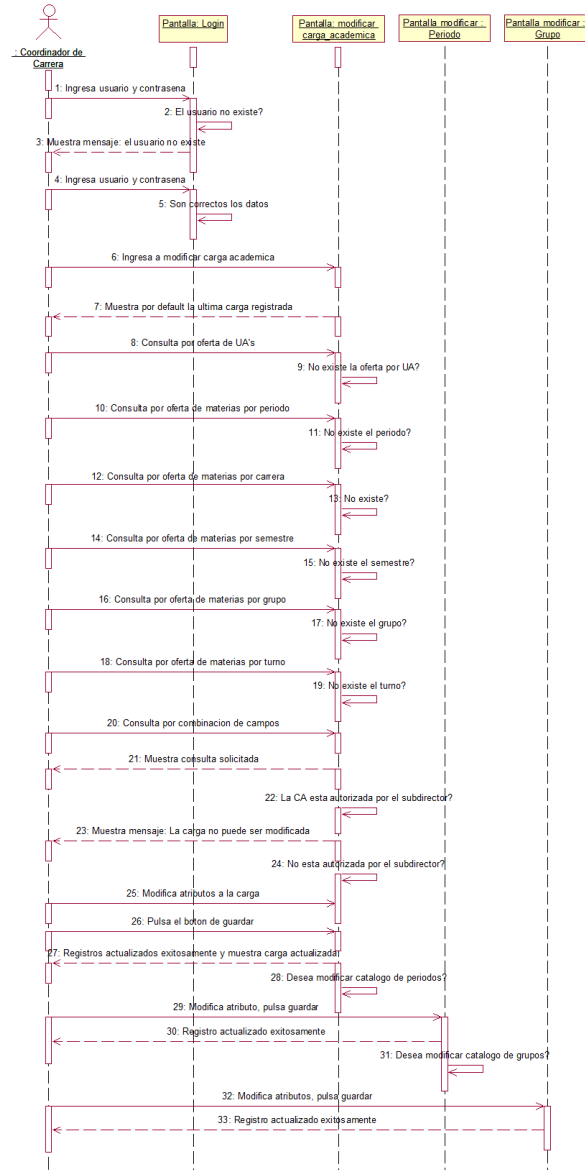 : Coordinador de
Carrera
Pantalla: Login
Pantalla: modificar
carga_academica
Pantalla modificar :
Periodo
Pantalla modificar :
Grupo
1: Ingresa usuario y contrasena
2: El usuario no existe?
3: Muestra mensaje: el usuario no existe
4: Ingresa usuario y contrasena
5: Son correctos los datos
6: Ingresa a modificar carga academica
7: Muestra por default la ultima carga registrada
8: Consulta por oferta de UA's
9: No existe la oferta por UA?
10: Consulta por oferta de materias por periodo
11: No existe el periodo?
12: Consulta por oferta de materias por carrera
13: No existe?
14: Consulta por oferta de materias por semestre
15: No existe el semestre?
16: Consulta por oferta de materias por grupo
17: No existe el grupo?
18: Consulta por oferta de materias por turno
19: No existe el turno?
20: Consulta por combinacion de campos
21: Muestra consulta solicitada
22: La CA esta autorizada por el subdirector?
23: Muestra mensaje: La carga no puede ser modificada
24: No esta autorizada por el subdirector?
25: Modifica atributos a la carga
26: Pulsa el boton de guardar
27: Registros actualizados exitosamente y muestra carga actualizada
28: Desea modificar catalogo de periodos?
29: Modifica atributo, pulsa guardar
30: Registro actualizado exitosamente
31: Desea modificar catalogo de grupos?
32: Modifica atributos, pulsa guardar
33: Registro actualizado exitosamente